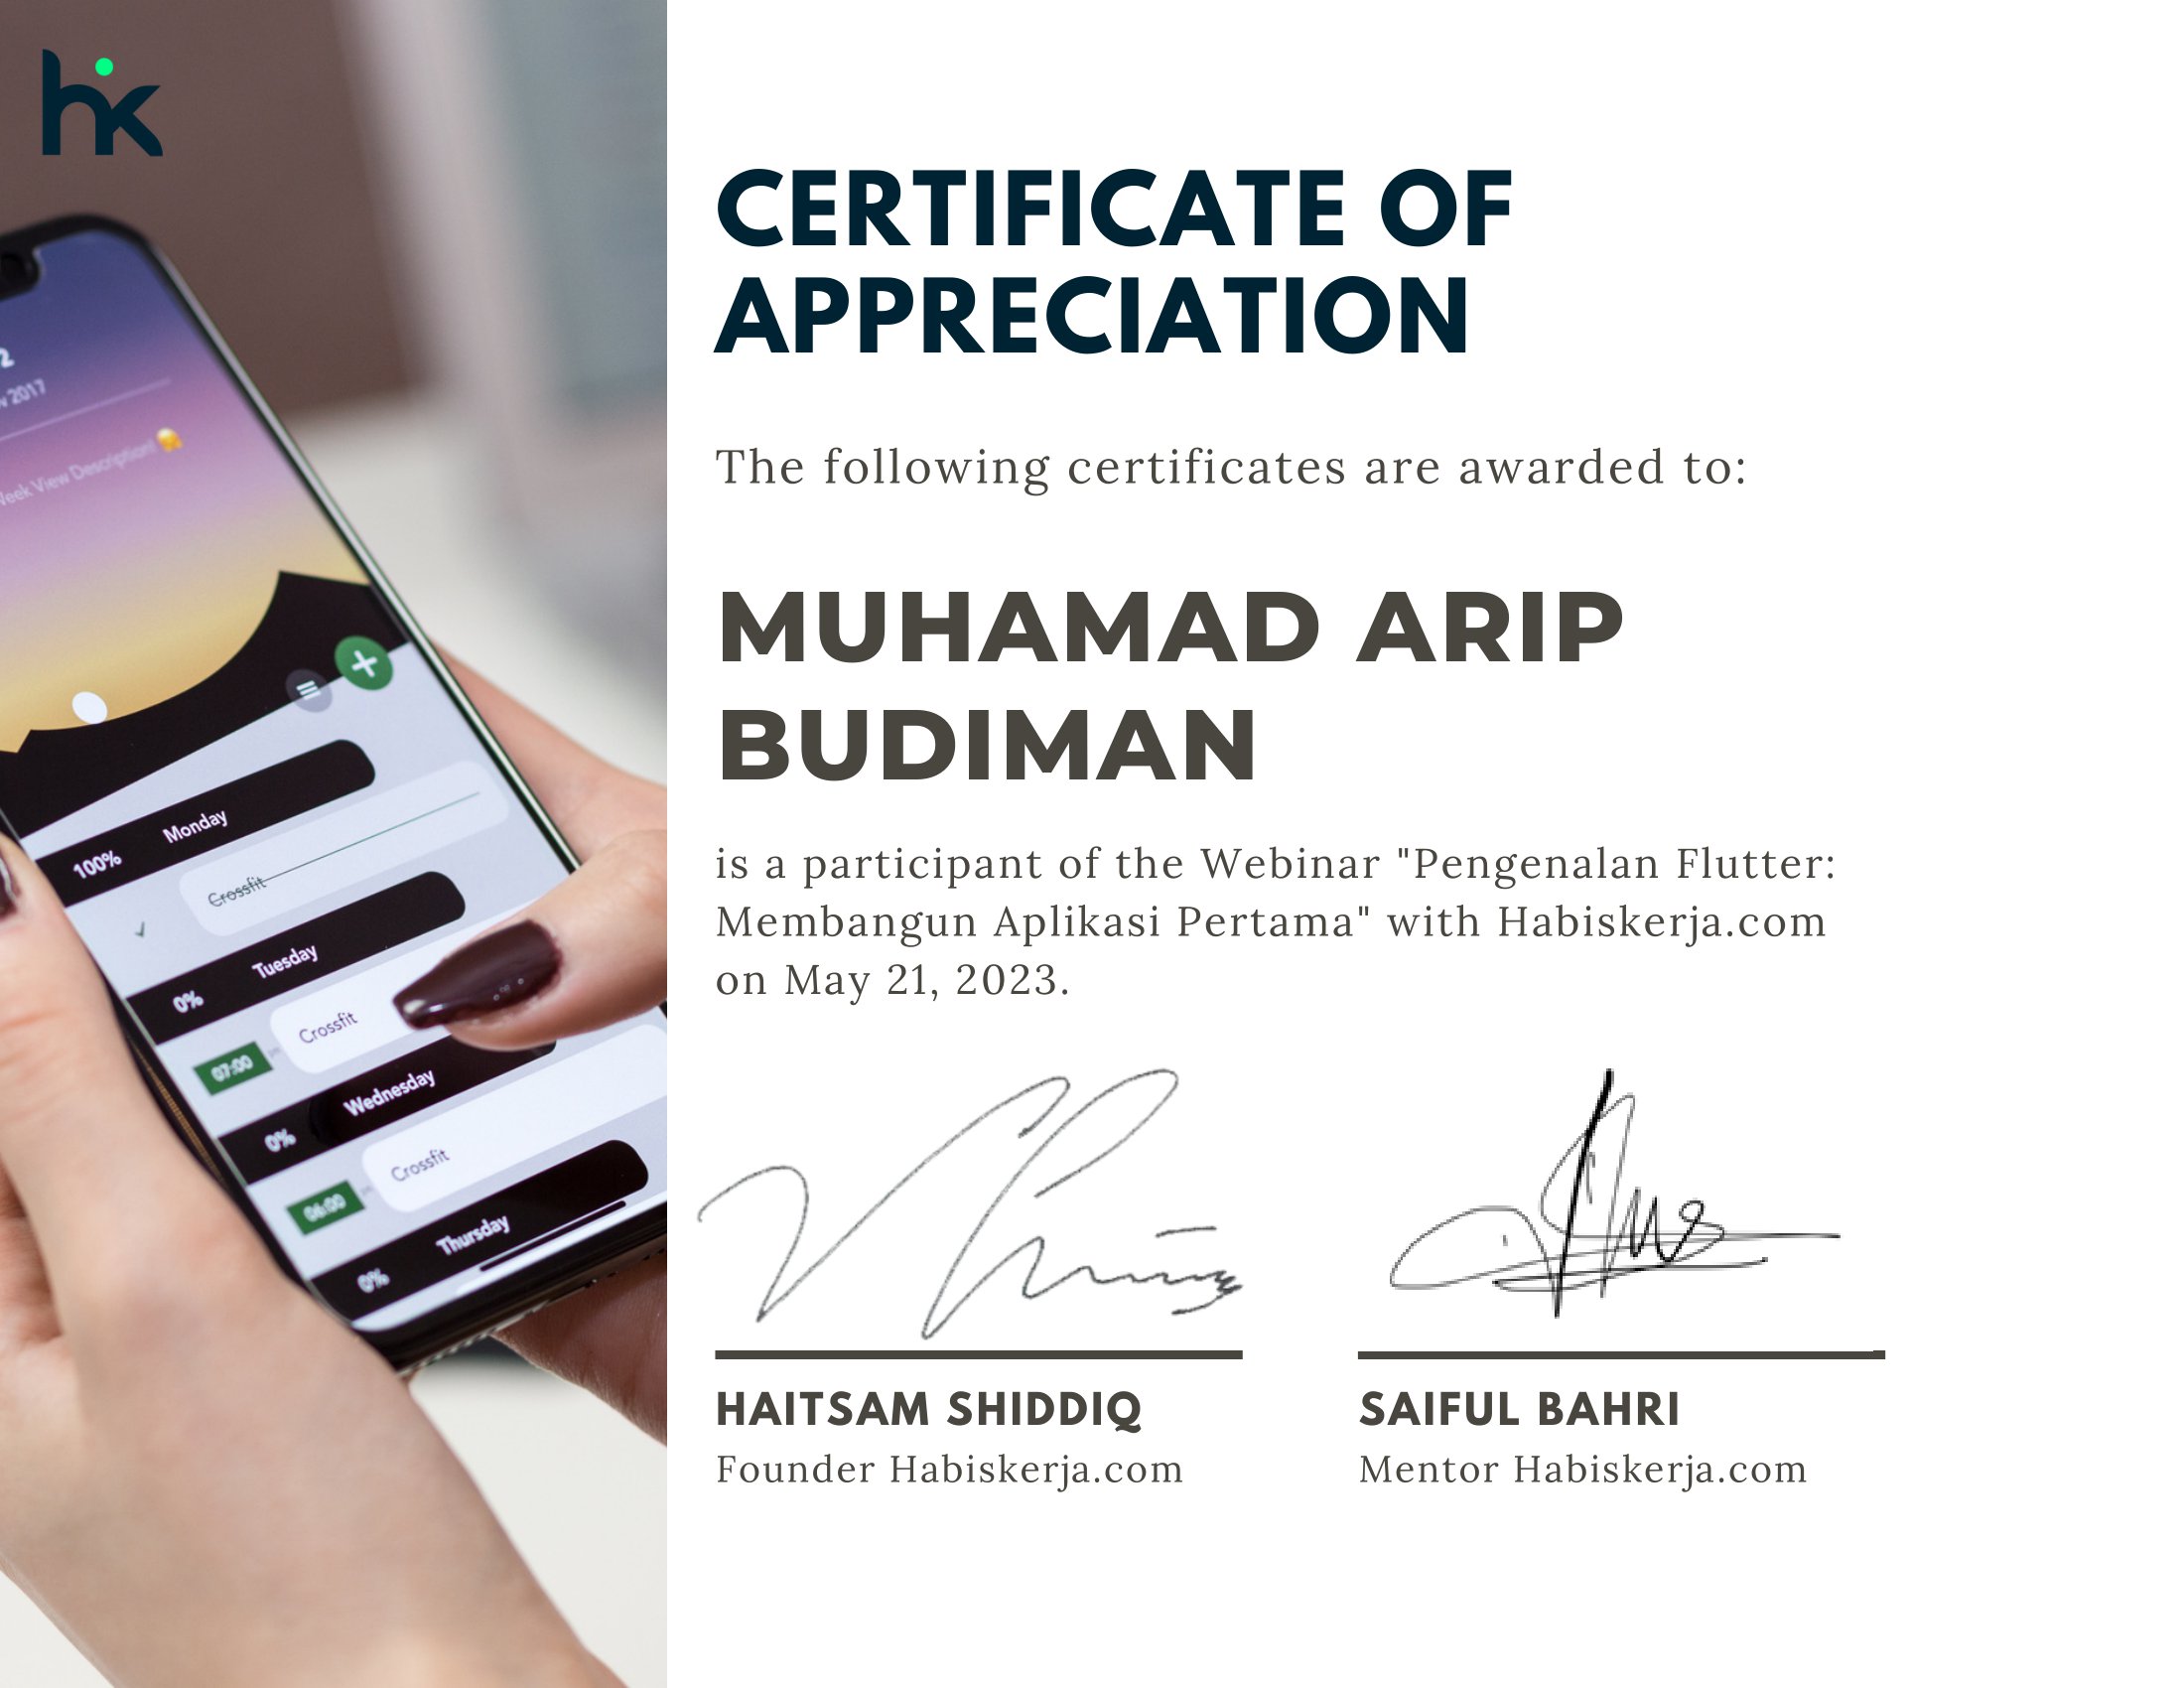 hk
CERTIFICATE OF
APPRECIATION
The following certificates are awarded to:
MUHAMAD ARIP
BUDIMAN
is a participant of the Webinar "Pengenalan Flutter:
Membangun Aplikasi Pertama" with Habiskerja.com
on May 21, 2023.
HAITSAM SHIDDIQ
Founder Habiskerja.com
SAIFUL BAHRI
Mentor Habiskerja.com
2
v 2017
Week View Description!
100% Monday
Crossfit
0% Tuesday
07:00 Crossfit
0% Wednesday
06:00 Crossfit
0% Thursday